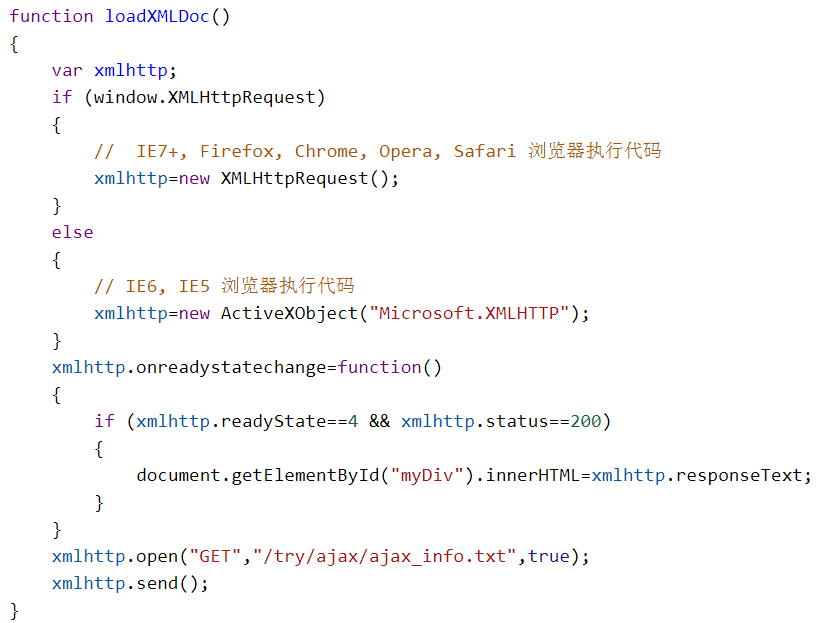 function loadXMLDoc()
{
    var xmlhttp;
    if (window.XMLHttpRequest)
    {
        //  IE7+, Firefox, Chrome, Opera, Safari 浏览器执行代码
        xmlhttp=new XMLHttpRequest();
    }
    else
    {
        // IE6, IE5 浏览器执行代码
        xmlhttp=new ActiveXObject("Microsoft.XMLHTTP");
    }
    xmlhttp.onreadystatechange=function()
    {
        if (xmlhttp.readyState==4 && xmlhttp.status==200)
        {
            document.getElementById("myDiv").innerHTML=xmlhttp.responseText;
        }
    }
    xmlhttp.open("GET","/try/ajax/ajax_info.txt",true);
    xmlhttp.send();
}